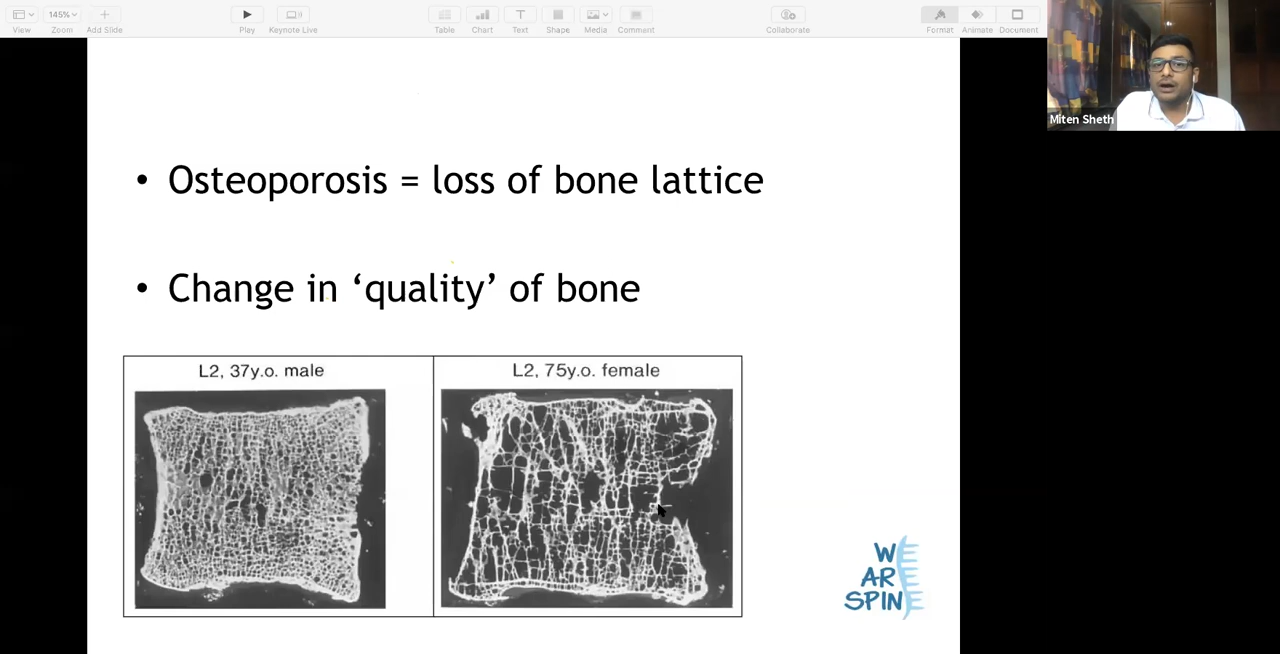 145%
View
Zoom
Add Slide
Play
Keynote Live
Table
Chart
Text
Shape
Media
Comment
Collaborate
Format
Animate
Document
Miten Sheth
• Osteoporosis = loss of bone lattice
• Change in ‘quality’ of bone
L2, 37y.o. male
L2, 75y.o. female
WE
ARE
SPINE